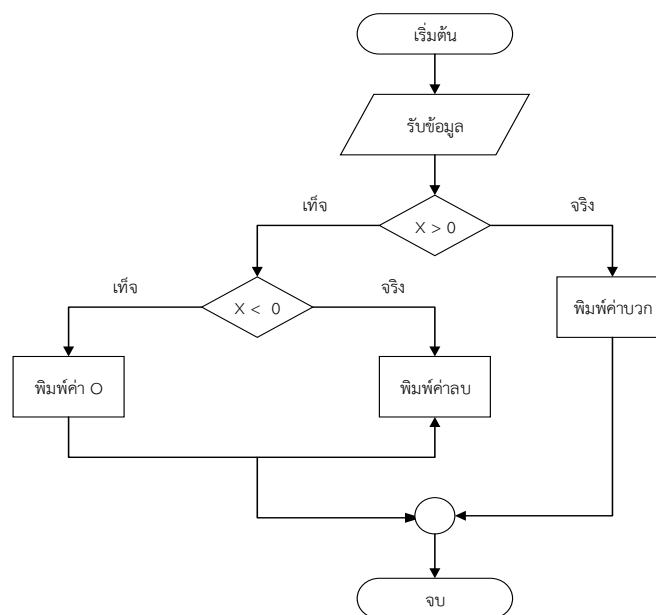 เริ่มต้น
รับข้อมูล
เท็จ
จริง
X > 0
เท็จ
จริง
X < 0
พิมพ์ค่าบวก
พิมพ์ค่า O
พิมพ์ค่าลบ
จบ